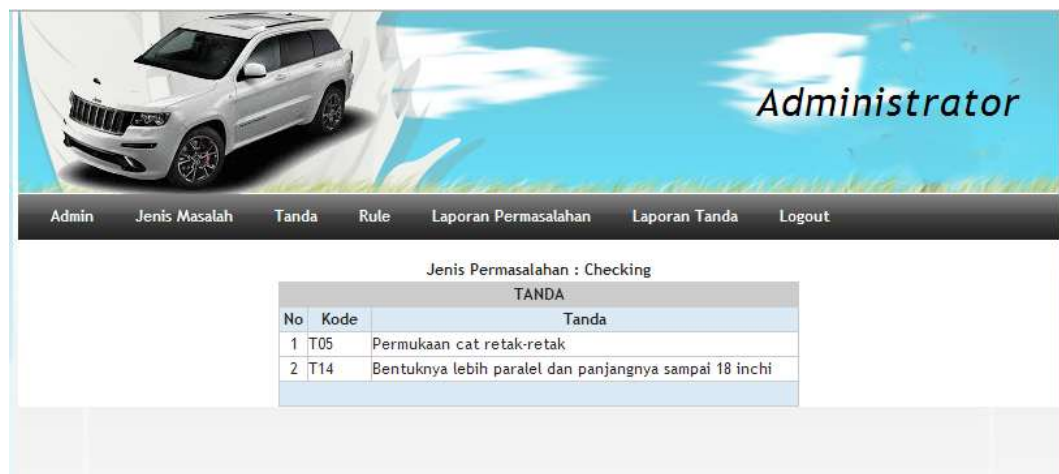 Administrator
Admin Jenis Masalah Tanda Rule Laporan Permasalahan Laporan Tanda Logout
Jenis Permasalahan : Checking
TANDA
No Kode Tanda
1 T05 Permukaan cat retak-retak
2 T14 Bentuknya lebih paralel dan panjangnya sampai 18 inchi